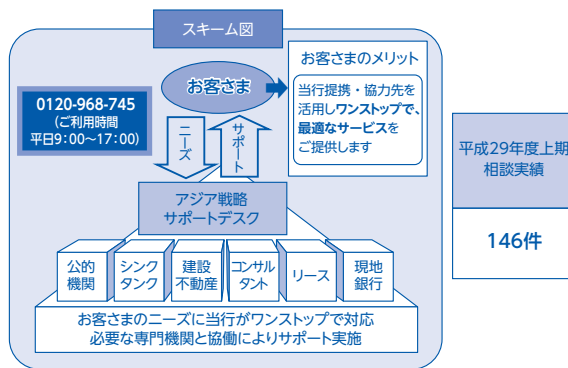 スキーム図
お客さま
お客さまのメリット
当行提携・協力先を
活用しワンストップで、
最適なサービスを
ご提供します
0120-968-745
(ご利用時間
平日9:00~17:00)
ニーズ
サポート
アジア戦略
サポートデスク
公的
機関
シンク
タンク
建設
不動産
コンサル
タント
リース
現地
銀行
お客さまのニーズに当行がワンストップで対応
必要な専門機関と協働によりサポート実施
平成29年度上期
相談実績
146件